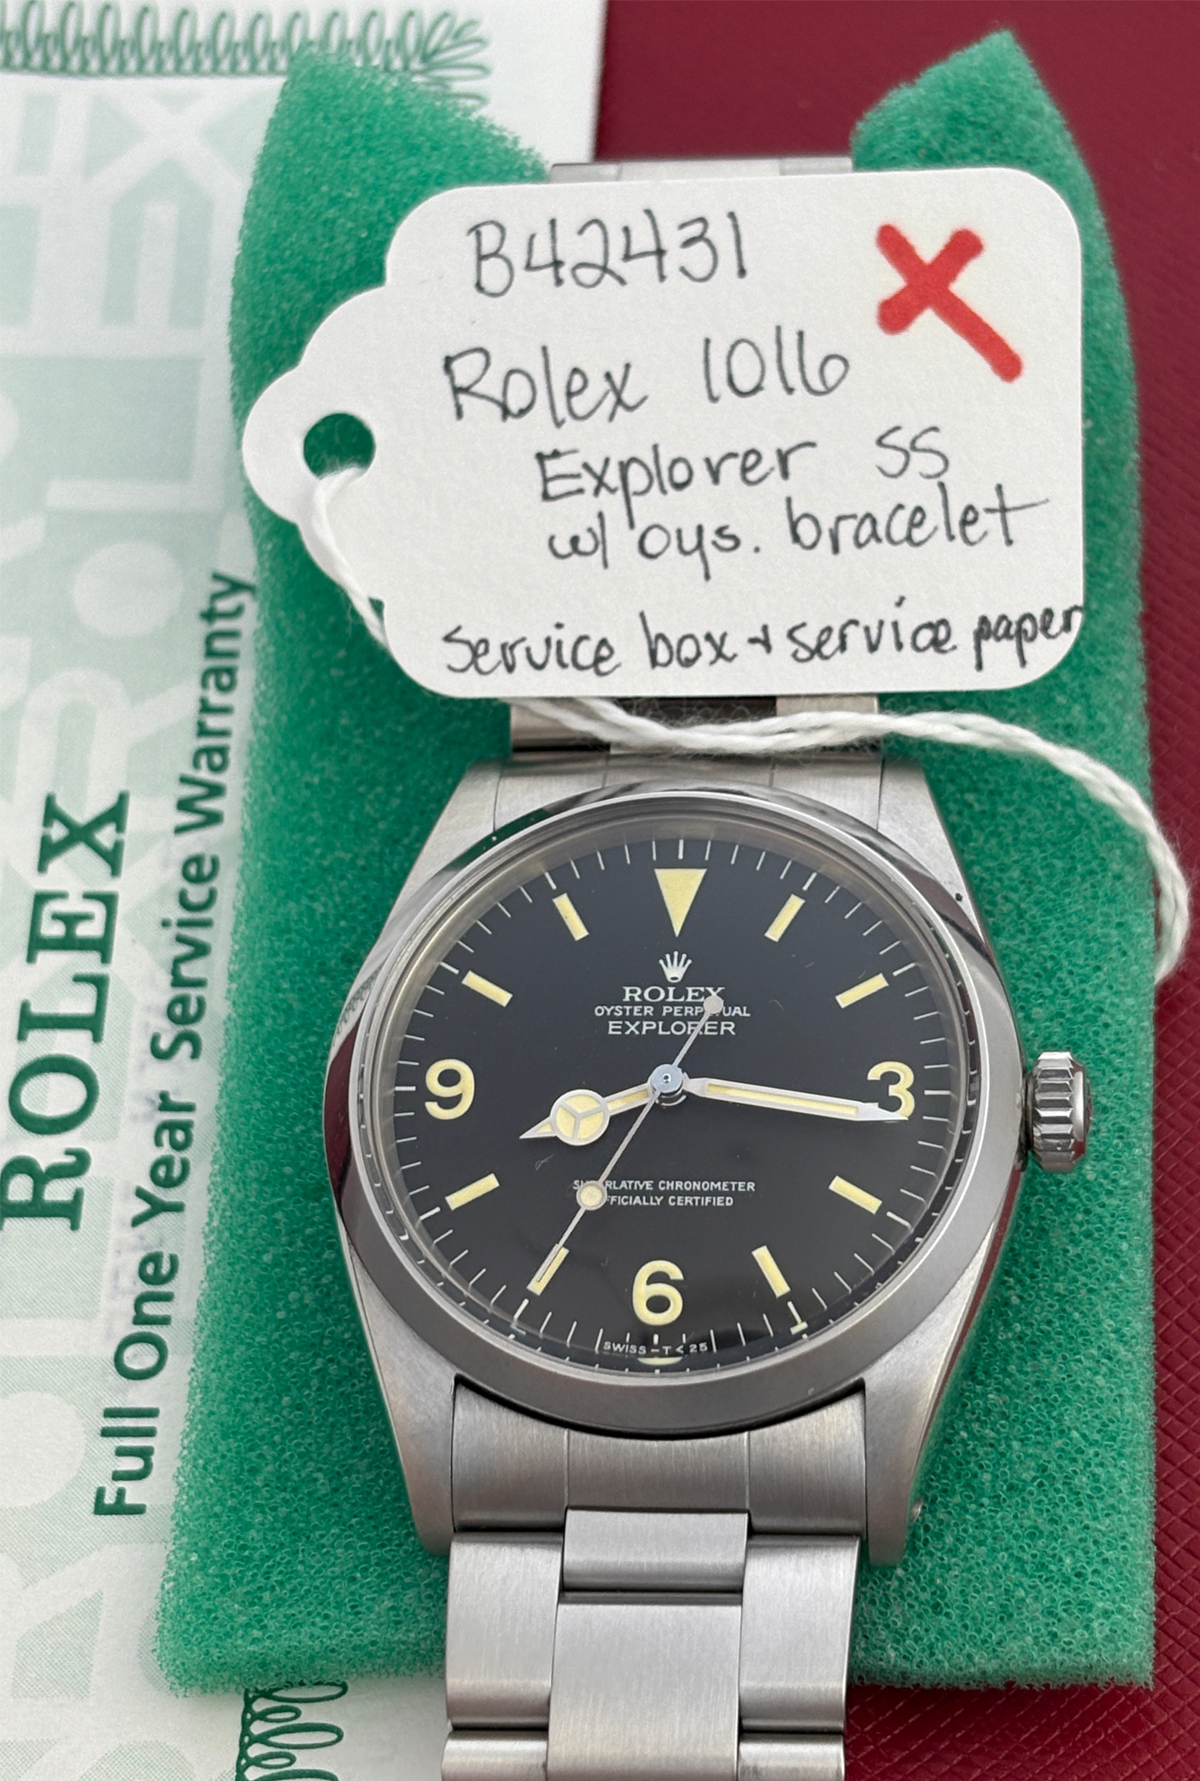 B42431
Rolex 1016
Explorer SS
w/ oys. bracelet
Service box + service paper
ROLEX
Full One Year Service Warranty
ROLEX
OYSTER PERPETUAL
EXPLORER
9
3
SUPERLATIVE CHRONOMETER
OFFICIALLY CERTIFIED
6
SWISS – T < 25